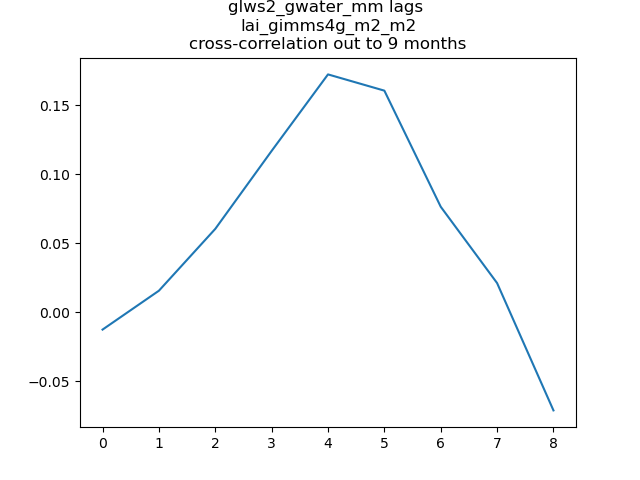 glws2_gwater_mm lags
lai_gimms4g_m2_m2
cross-correlation out to 9 months
0.15
0.10
0.05
0.00
−0.05
0 1 2 3 4 5 6 7 8